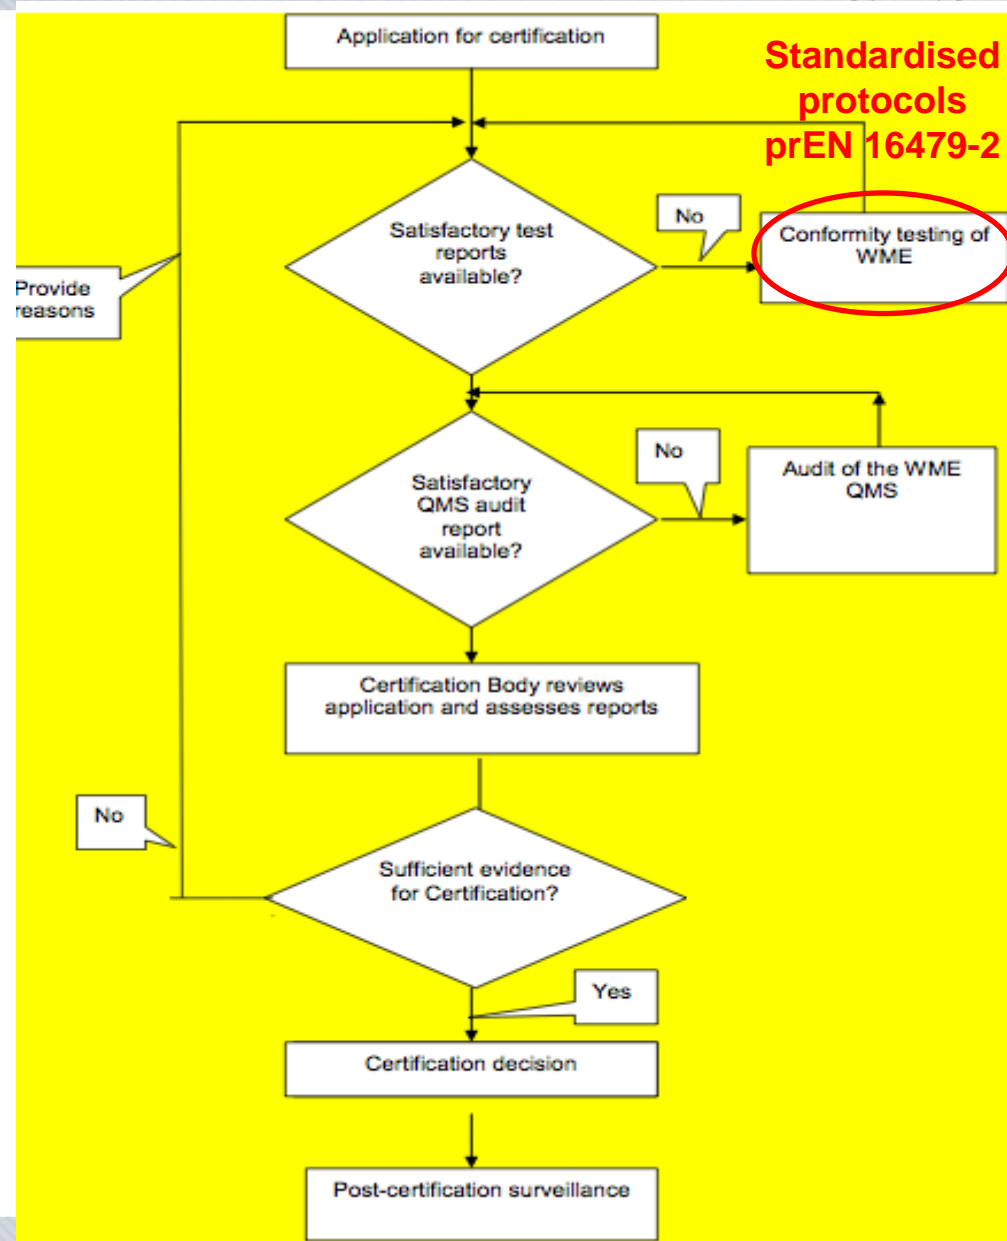 Application for certification
Standardised
protocols
prEN 16479-2
Satisfactory test
reports
available?
No
Conformity testing of
WME
Provide
reasons
Satisfactory
QMS audit
report
available?
No
Audit of the WME
QMS
Certification Body reviews
application and assesses reports
No
Sufficient evidence
for Certification?
Yes
Certification decision
Post-certification surveillance